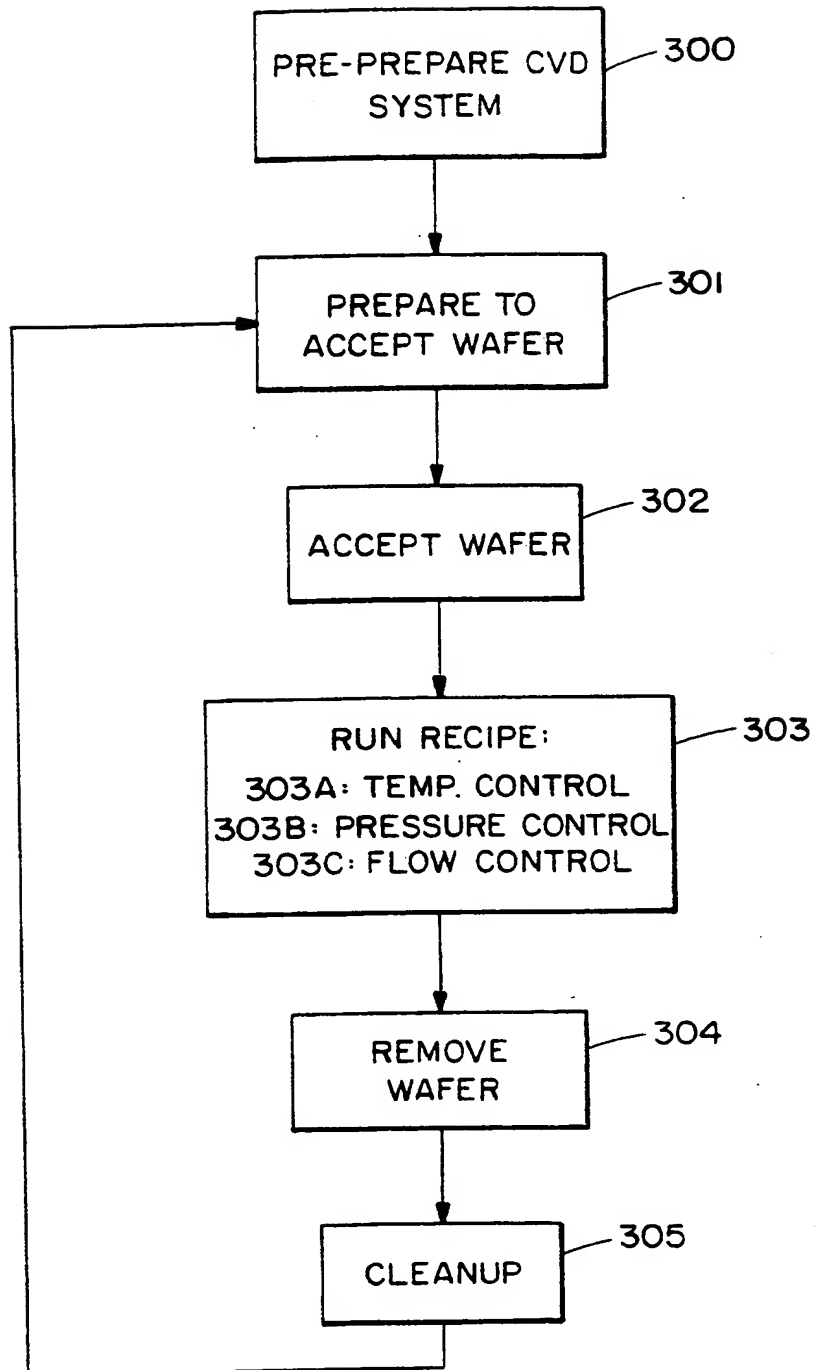 PRE-PREPARE CVD
SYSTEM
300
PREPARE TO
ACCEPT WAFER
301
ACCEPT WAFER
302
RUN RECIPE:
303A: TEMP. CONTROL
303B: PRESSURE CONTROL
303C: FLOW CONTROL
303
REMOVE
WAFER
304
CLEANUP
305